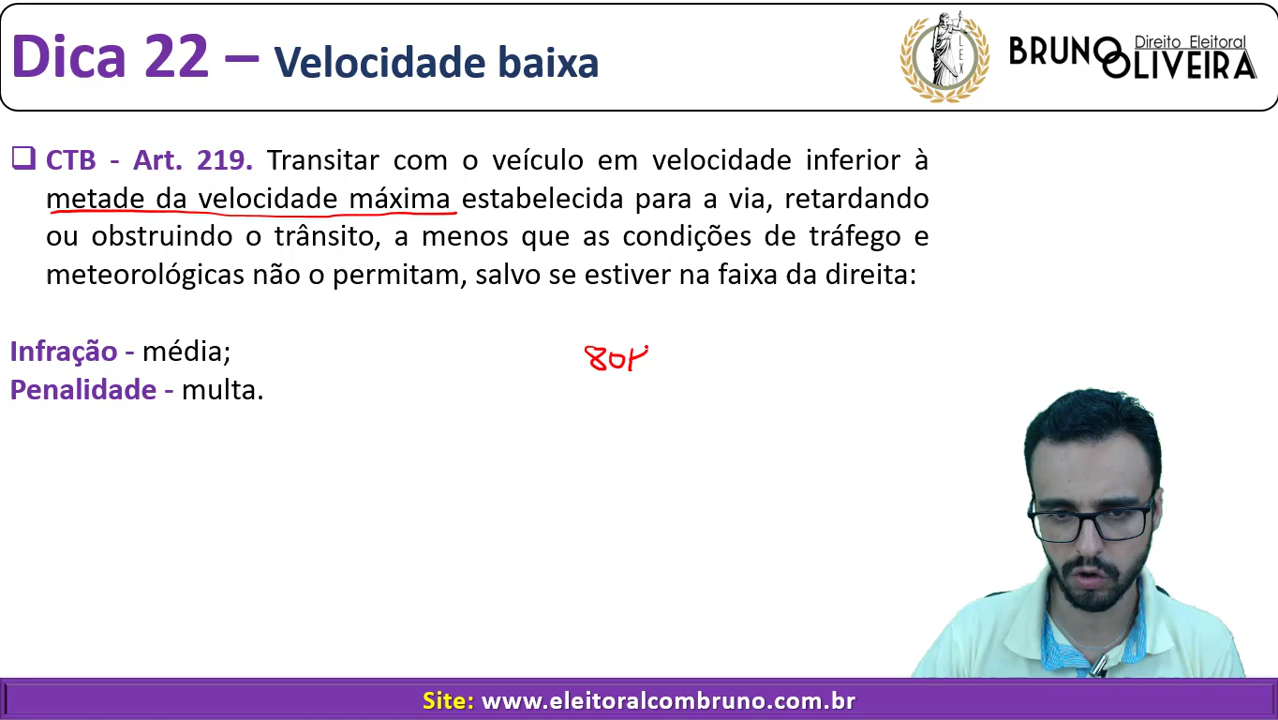 Dica 22 – Velocidade baixa
LEX
BRUNO OLIVEIRA
Direito Eleitoral
❑ CTB - Art. 219. Transitar com o veículo em velocidade inferior à
metade da velocidade máxima estabelecida para a via, retardando
ou obstruindo o trânsito, a menos que as condições de tráfego e
meteorológicas não o permitam, salvo se estiver na faixa da direita:
Infração - média;
80k
Penalidade - multa.
Site: www.eleitoralcombruno.com.br